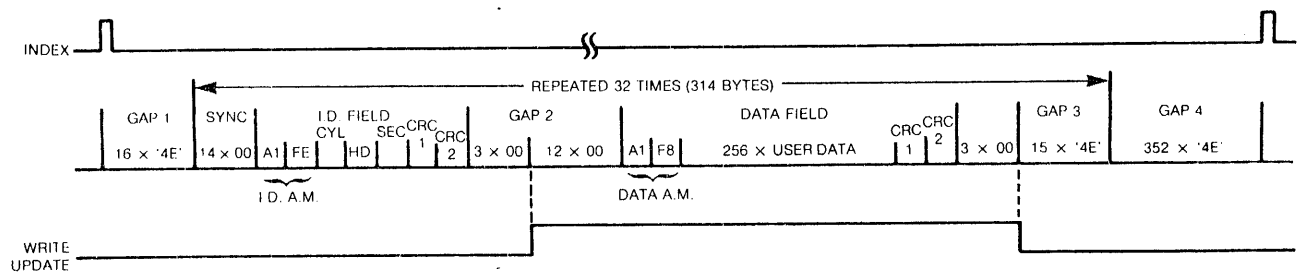 INDEX
REPEATED 32 TIMES (314 BYTES)
GAP 1 SYNC I.D. FIELD GAP 2 DATA FIELD GAP 3 GAP 4
CYL SEC CRC 1 CRC 2 CRC 1 CRC 2
16 × '4E' 14 × 00 A1 FE HD 3 × 00 12 × 00 A1 F8 256 × USER DATA 3 × 00 15 × '4E' 352 × '4E'
I.D. A.M. DATA A.M.
WRITE
UPDATE